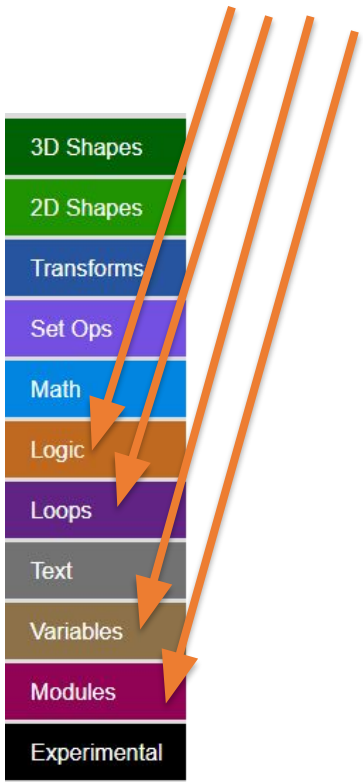 3D Shapes
2D Shapes
Transforms
Set Ops
Math
Logic
Loops
Text
Variables
Modules
Experimental